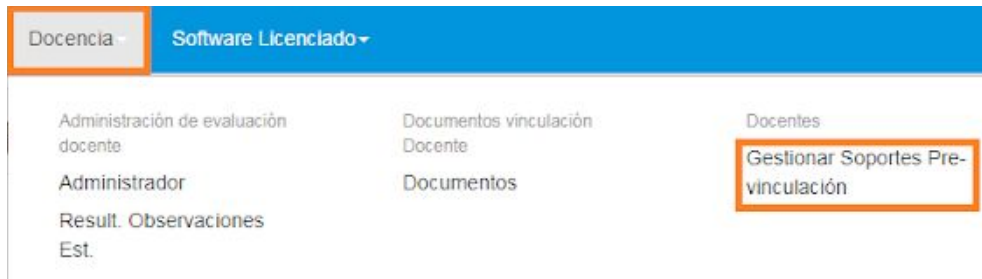 Docencia
Software Licenciado
Administración de evaluación
docente
Administrador
Result. Observaciones
Est.
Documentos vinculación
Docente
Documentos
Docentes
Gestionar Soportes Pre-
vinculación